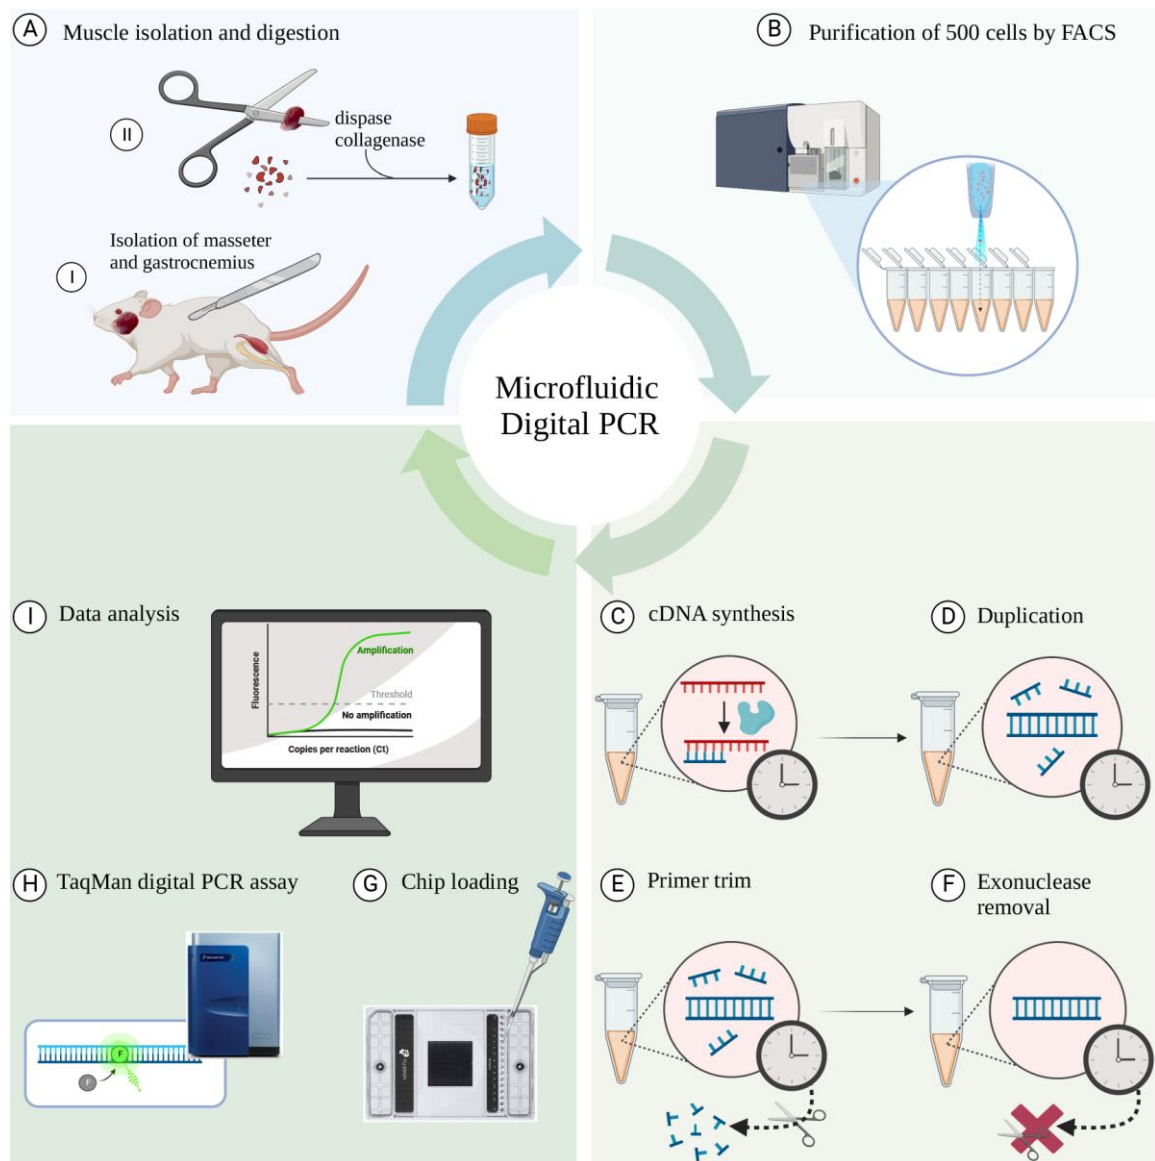 A Muscle isolation and digestion
II
dispase
collagenase
Isolation of masseter
and gastrocnemius
I
B Purification of 500 cells by FACS
Microfluidic
Digital PCR
C cDNA synthesis
D Duplication
E Primer trim
F Exonuclease
removal
G Chip loading
H TaqMan digital PCR assay
F
F
I Data analysis
Fluorescence
Amplification
Threshold
No amplification
Copies per reaction (Ct)